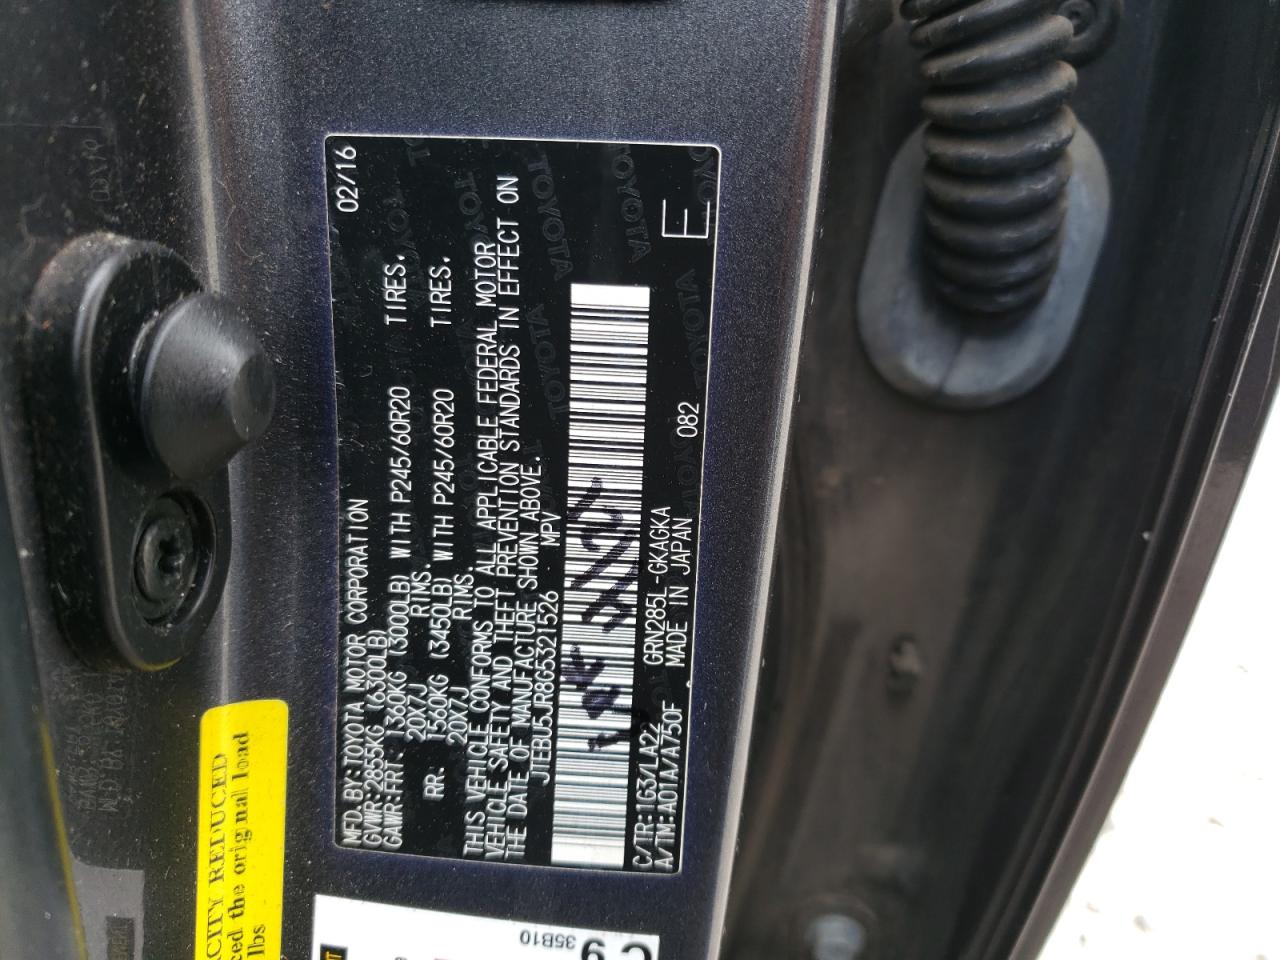 MFD. BY: TOYOTA MOTOR CORPORATION 02/16
GVWR: 2855KG (6300LB)
GAWR: FRT. 1360KG (3000LB) WITH P245/60R20 TIRES.
20X7J RIMS.
RR. 1560KG (3450LB) WITH P245/60R20 TIRES.
20X7J RIMS.
THIS VEHICLE CONFORMS TO ALL APPLICABLE FEDERAL MOTOR
VEHICLE SAFETY AND THEFT PREVENTION STANDARDS IN EFFECT ON
THE DATE OF MANUFACTURE SHOWN ABOVE.
JTEBU5JR8G5321526 MPV
C/TR: 1G3/LA22 GRN285L-GKAGKA
A/TM: A01A/A750F MADE IN JAPAN 082 E
TOYOTA
CITY REDUCED
ced the original load
lbs
35B10